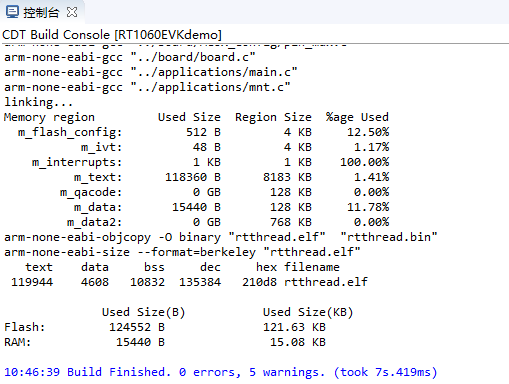 控制台
CDT Build Console [RT1060EVKdemo]
arm-none-eabi-gcc "../board/board.c"
arm-none-eabi-gcc "../applications/main.c"
arm-none-eabi-gcc "../applications/mnt.c"
linking...
Memory region         Used Size  Region Size  %age Used
m_flash_config:         512 B         4 KB     12.50%
m_ivt:          48 B         4 KB      1.17%
m_interrupts:          1 KB         1 KB    100.00%
m_text:      118360 B      8183 KB      1.41%
m_qacode:          0 GB       128 KB      0.00%
m_data:       15440 B       128 KB     11.78%
m_data2:          0 GB       768 KB      0.00%
arm-none-eabi-objcopy -O binary "rtthread.elf"  "rtthread.bin"
arm-none-eabi-size --format=berkeley "rtthread.elf"
text    data     bss     dec     hex filename
119944    4608   10832  135384   210d8 rtthread.elf
Used Size(B)           Used Size(KB)
Flash:         124552 B             121.63 KB
RAM:            15440 B              15.08 KB
10:46:39 Build Finished. 0 errors, 5 warnings. (took 7s.419ms)